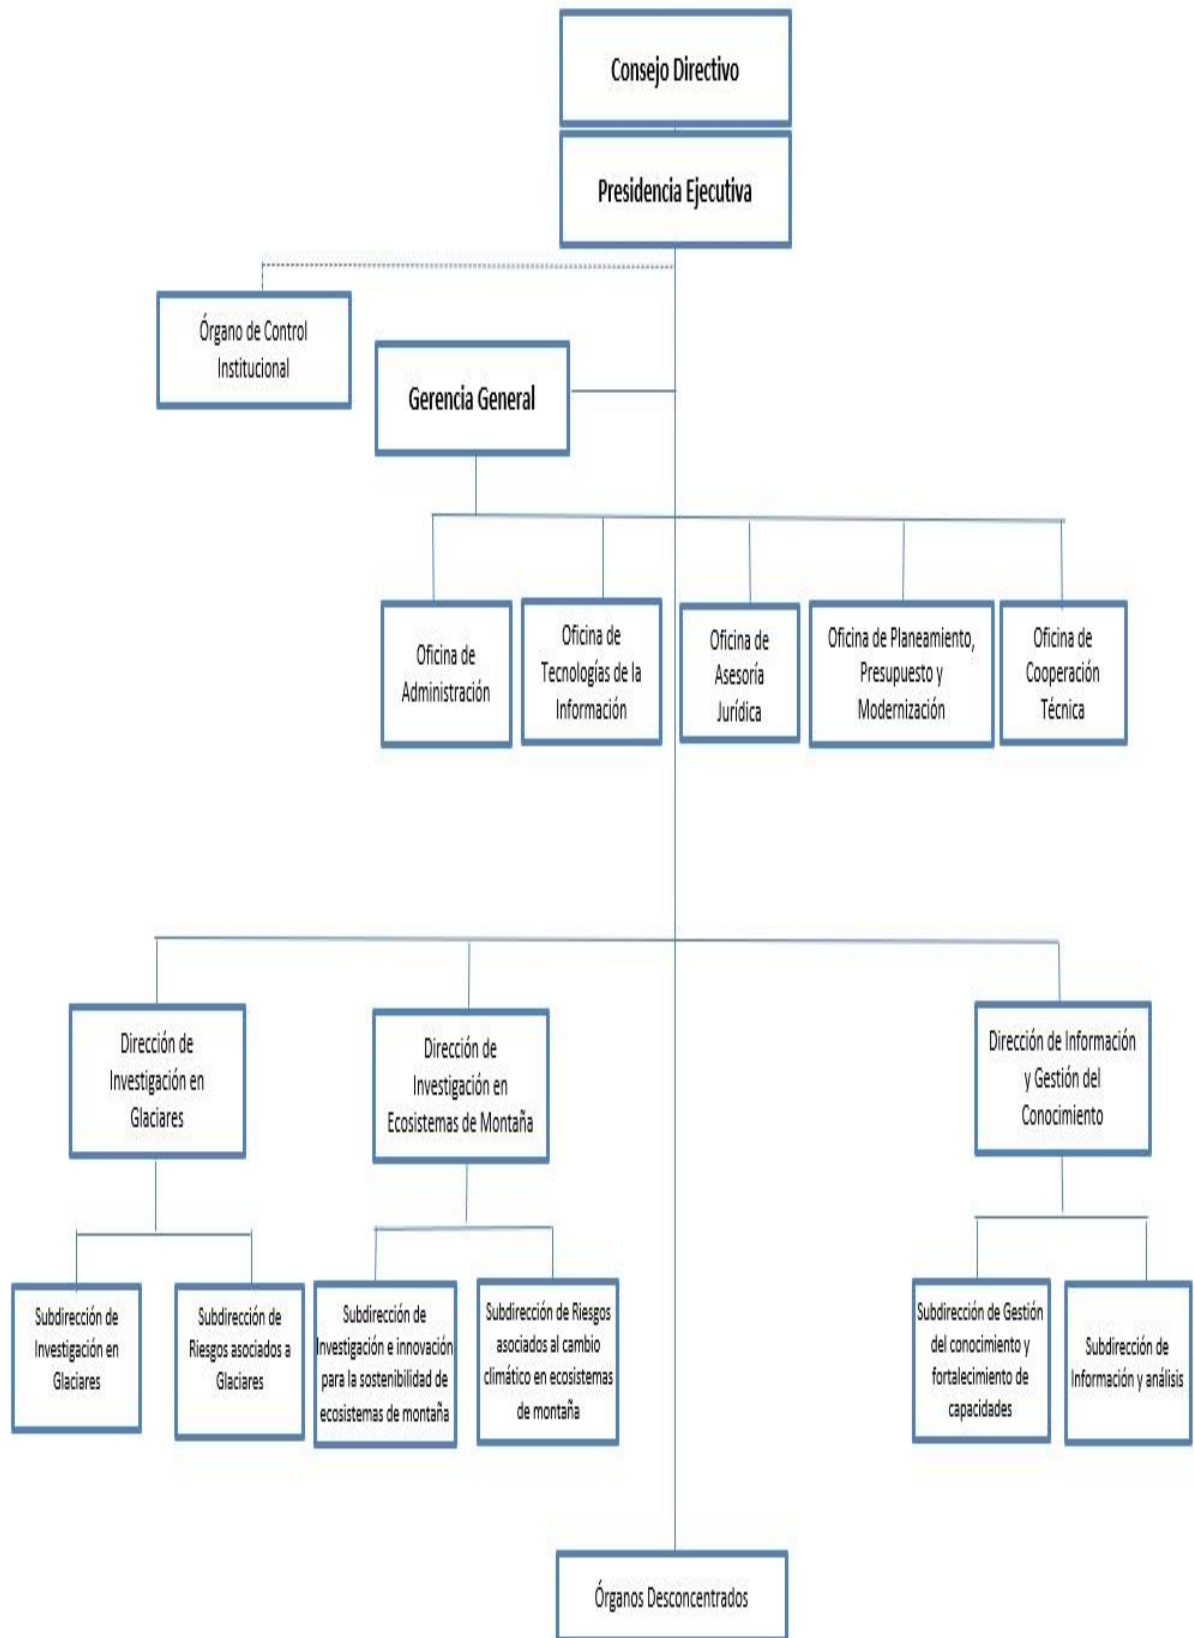 Consejo Directivo
Presidencia Ejecutiva
Órgano de Control
Institucional
Gerencia General
Oficina de
Administración
Oficina de
Tecnologías de la
Información
Oficina de
Asesoría
Jurídica
Oficina de Planeamiento,
Presupuesto y
Modernización
Oficina de
Cooperación
Técnica
Dirección de
Investigación en
Glaciares
Dirección de
Investigación en
Ecosistemas de Montaña
Dirección de Información
y Gestión del
Conocimiento
Subdirección de
Investigación en
Glaciares
Subdirección de
Riesgos asociados a
Glaciares
Subdirección de
Investigación e innovación
para la sostenibilidad de
ecosistemas de montaña
Subdirección de Riesgos
asociados al cambio
climático en ecosistemas
de montaña
Subdirección de Gestión
del conocimiento y
fortalecimiento de
capacidades
Subdirección de
Información y análisis
Órganos Desconcentrados